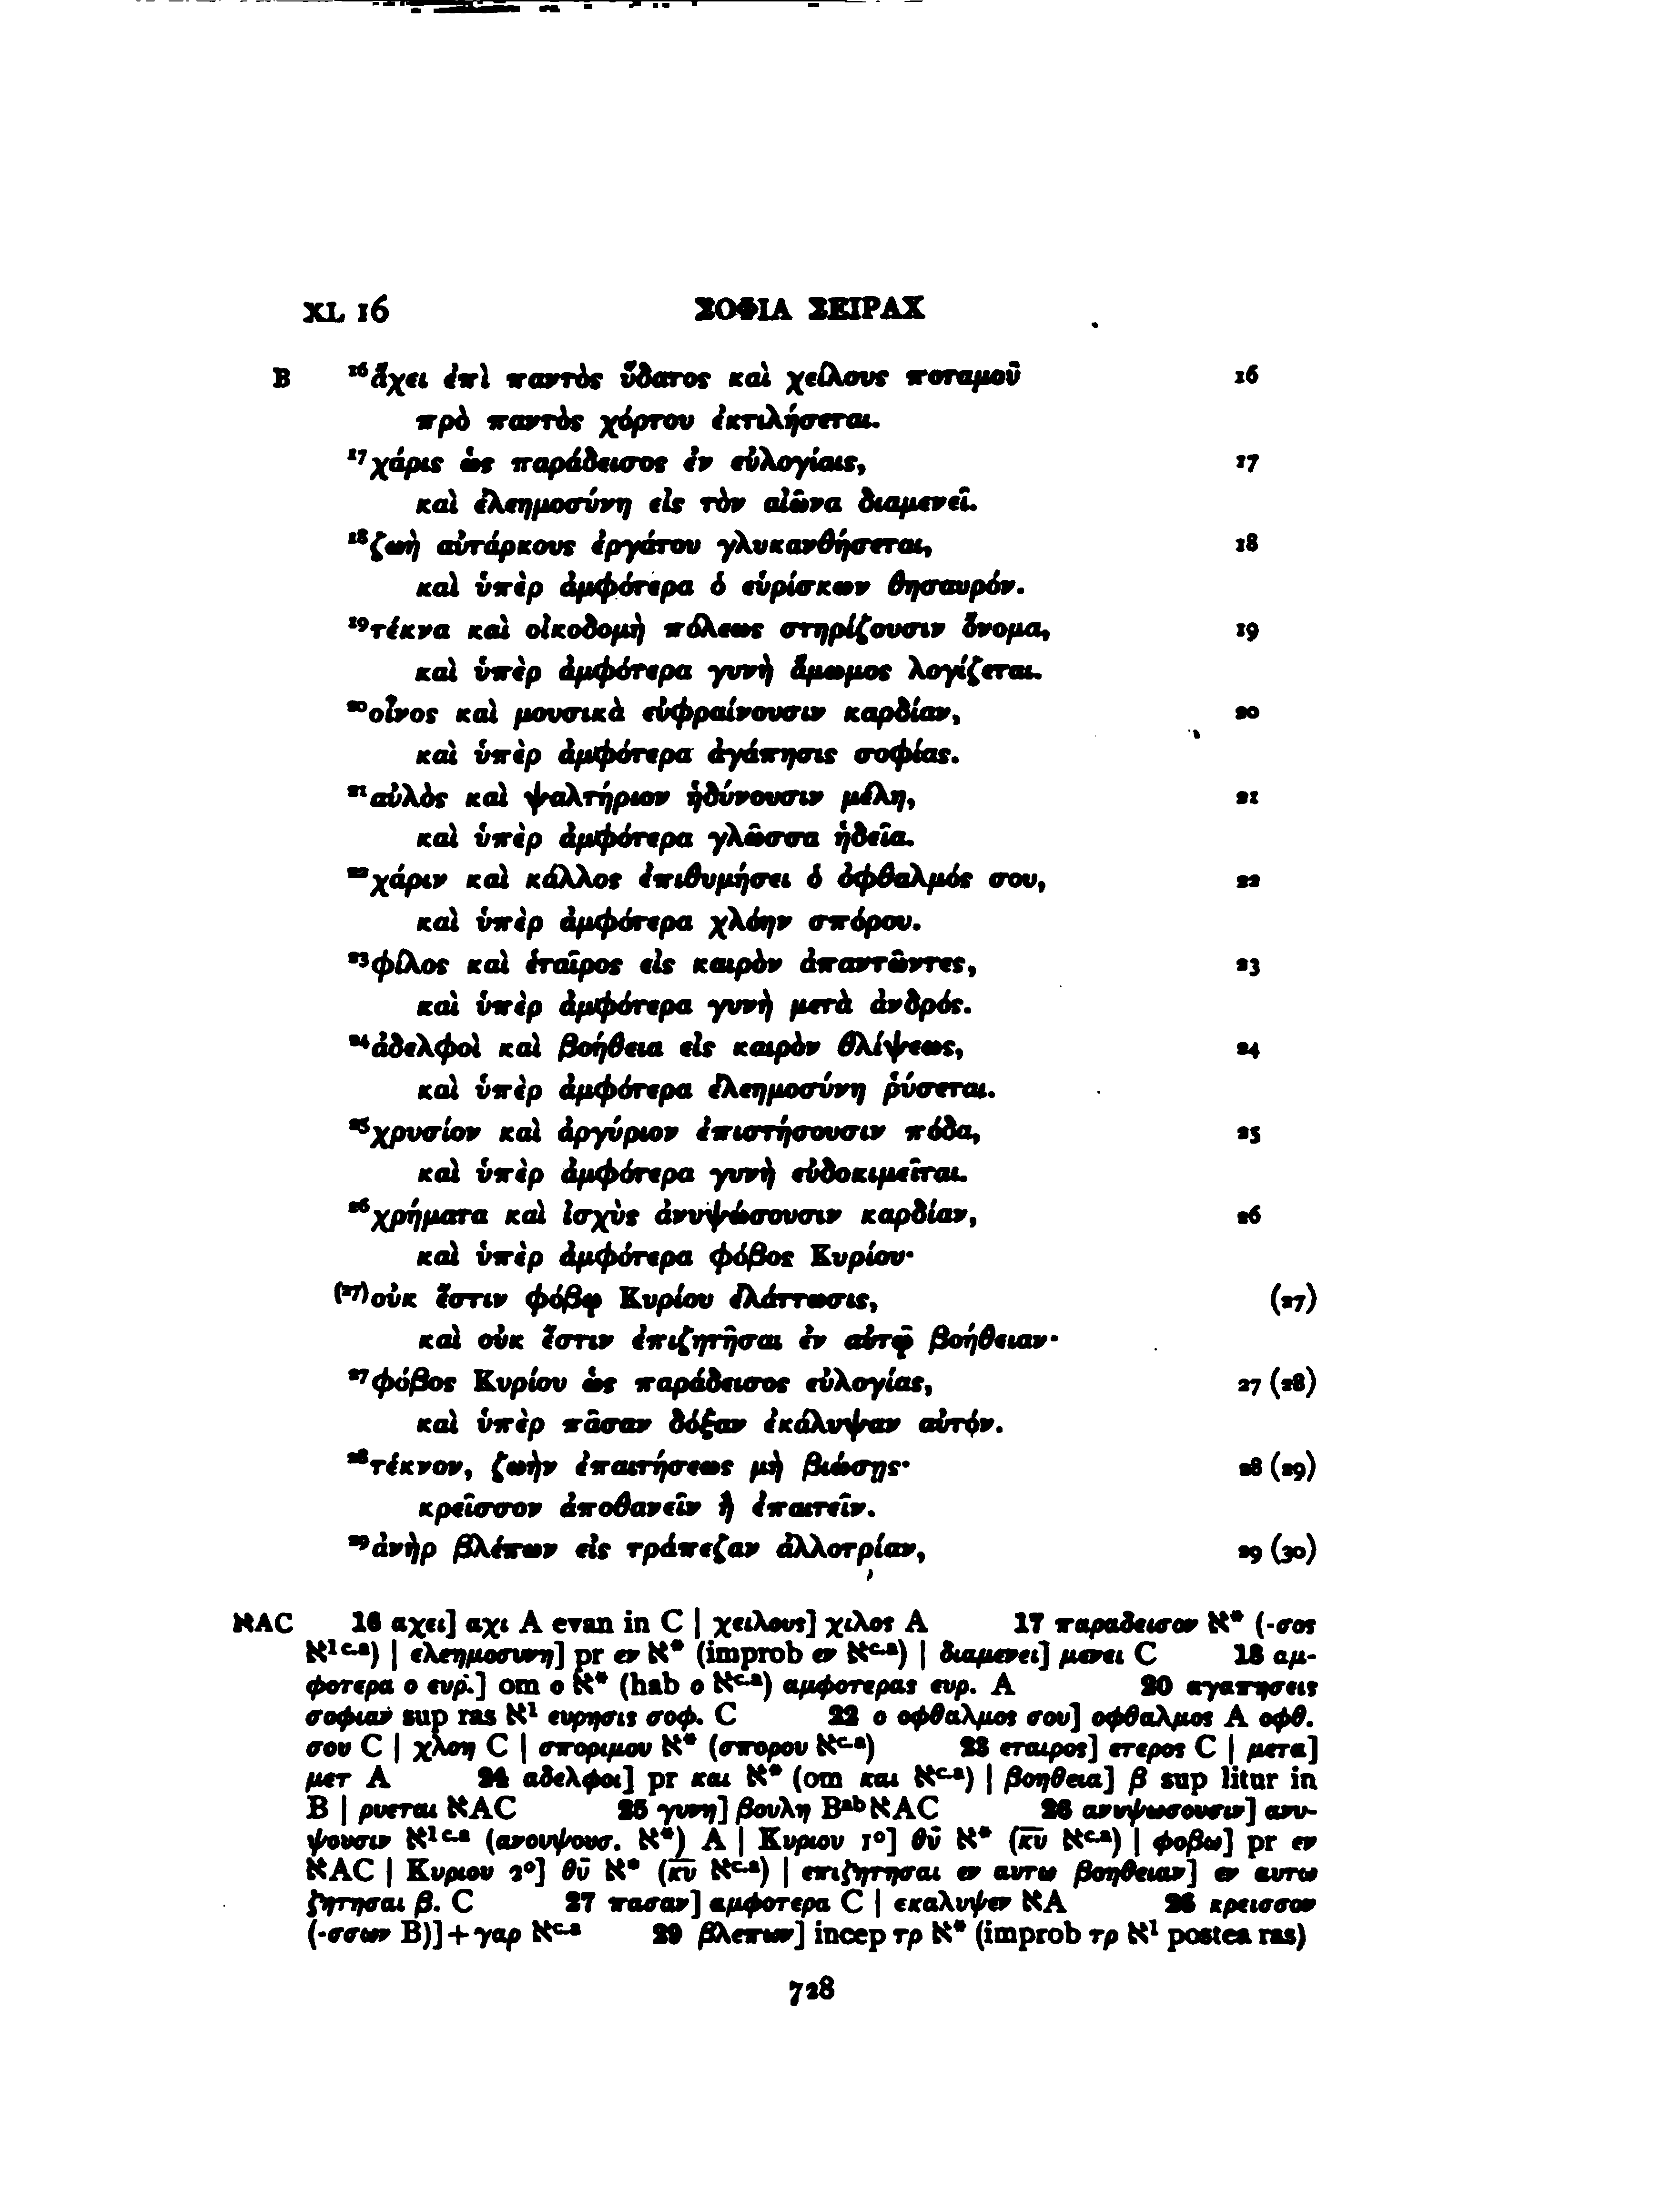 XL 16 ΣΟΦΙΑ ΣΕΙΡΑΧ
B ¹⁶ἄχει ἐπὶ παντὸς ὕδατος καὶ χείλους ποταμοῦ 16
πρὸ παντὸς χόρτου ἐκτιλήσεται.
¹⁷χάρις ὡς παράδεισος ἐν εὐλογίαις, 17
καὶ ἐλεημοσύνη εἰς τὸν αἰῶνα διαμενεῖ.
¹⁸ζωὴ αὐτάρκους ἐργάτου γλυκανθήσεται, 18
καὶ ὑπὲρ ἀμφότερα ὁ εὑρίσκων θησαυρόν.
¹⁹τέκνα καὶ οἰκοδομὴ πόλεως στηρίζουσιν ὄνομα, 19
καὶ ὑπὲρ ἀμφότερα γυνὴ ἄμωμος λογίζεται.
²⁰οἶνος καὶ μουσικὰ εὐφραίνουσιν καρδίαν, 20
καὶ ὑπὲρ ἀμφότερα ἀγάπησις σοφίας.
²¹αὐλὸς καὶ ψαλτήριον ἡδύνουσιν μέλη, 21
καὶ ὑπὲρ ἀμφότερα γλῶσσα ἡδεῖα.
²²χάριν καὶ κάλλος ἐπιθυμήσει ὁ ὀφθαλμός σου, 22
καὶ ὑπὲρ ἀμφότερα χλόην σπόρου.
²³φίλος καὶ ἑταῖρος εἰς καιρὸν ἀπαντῶντες, 23
καὶ ὑπὲρ ἀμφότερα γυνὴ μετὰ ἀνδρός.
²⁴ἀδελφοὶ καὶ βοήθεια εἰς καιρὸν θλίψεως, 24
καὶ ὑπὲρ ἀμφότερα ἐλεημοσύνη ῥύσεται.
²⁵χρυσίον καὶ ἀργύριον ἐπιστήσουσιν πόδα, 25
καὶ ὑπὲρ ἀμφότερα γυνὴ εὐδοκιμεῖται.
²⁶χρήματα καὶ ἰσχὺς ἀνυψώσουσιν καρδίαν, 26
καὶ ὑπὲρ ἀμφότερα φόβος Κυρίου·
⁽²⁷⁾οὐκ ἔστιν φόβῳ Κυρίου ἐλάττωσις, (27)
καὶ οὐκ ἔστιν ἐπιζητῆσαι ἐν αὐτῷ βοήθειαν·
²⁷φόβος Κυρίου ὡς παράδεισος εὐλογίας, 27 (28)
καὶ ὑπὲρ πᾶσαν δόξαν ἐκάλυψαν αὐτόν.
²⁸τέκνον, ζωὴν ἐπαιτήσεως μὴ βιώσῃς· 28 (29)
κρεῖσσον ἀποθανεῖν ἢ ἐπαιτεῖν.
²⁹ἀνὴρ βλέπων εἰς τράπεζαν ἀλλοτρίαν, 29 (30)
אAC 16 αχει] αχι A evan in C | χειλους] χιλος A 17 παραδεισον א* (-σος
א¹ ᶜ·ᵃ) | ελεημοσυνη] pr εν א* (improb εν אᶜ·ᵃ) | διαμενει] μενει C 18 αμ-
φοτερα ο ευρ.] om ο א* (hab ο אᶜ·ᵃ) αμφοτερας ευρ. A 20 αγαπησεις
σοφιαν sup ras א¹ ευρησις σοφ. C 22 ο οφθαλμος σου] οφθαλμος A οφθ.
σου C | χλοη C | σποριμου א* (σπορου אᶜ·ᵃ) 23 εταιρος] ετερος C | μετα]
μετ A 24 αδελφοι] pr και א* (om και אᶜ·ᵃ) | βοηθεια] β sup litur in
B | ρυεται אAC 25 γυνη] βουλη Bᵃᵇ אAC 26 ανυψωσουσιν] ανυ-
ψουσιν א¹ ᶜ·ᵃ (ανουψουσ. א*) A | Κυριου 1°] θ̅υ̅ א* (κ̅υ̅ אᶜ·ᵃ) | φοβω] pr εν
אAC | Κυριου 2°] θ̅υ̅ א* (κ̅υ̅ אᶜ·ᵃ) | επιζητησαι εν αυτω βοηθειαν] εν αυτω
ζητησαι β. C 27 πασαν] αμφοτερα C | εκαλυψεν אA 28 κρεισσον
(-σσων B)]+γαρ אᶜ·ᵃ 29 βλεπων] incep τρ א* (improb τρ א¹ postea ras)
728